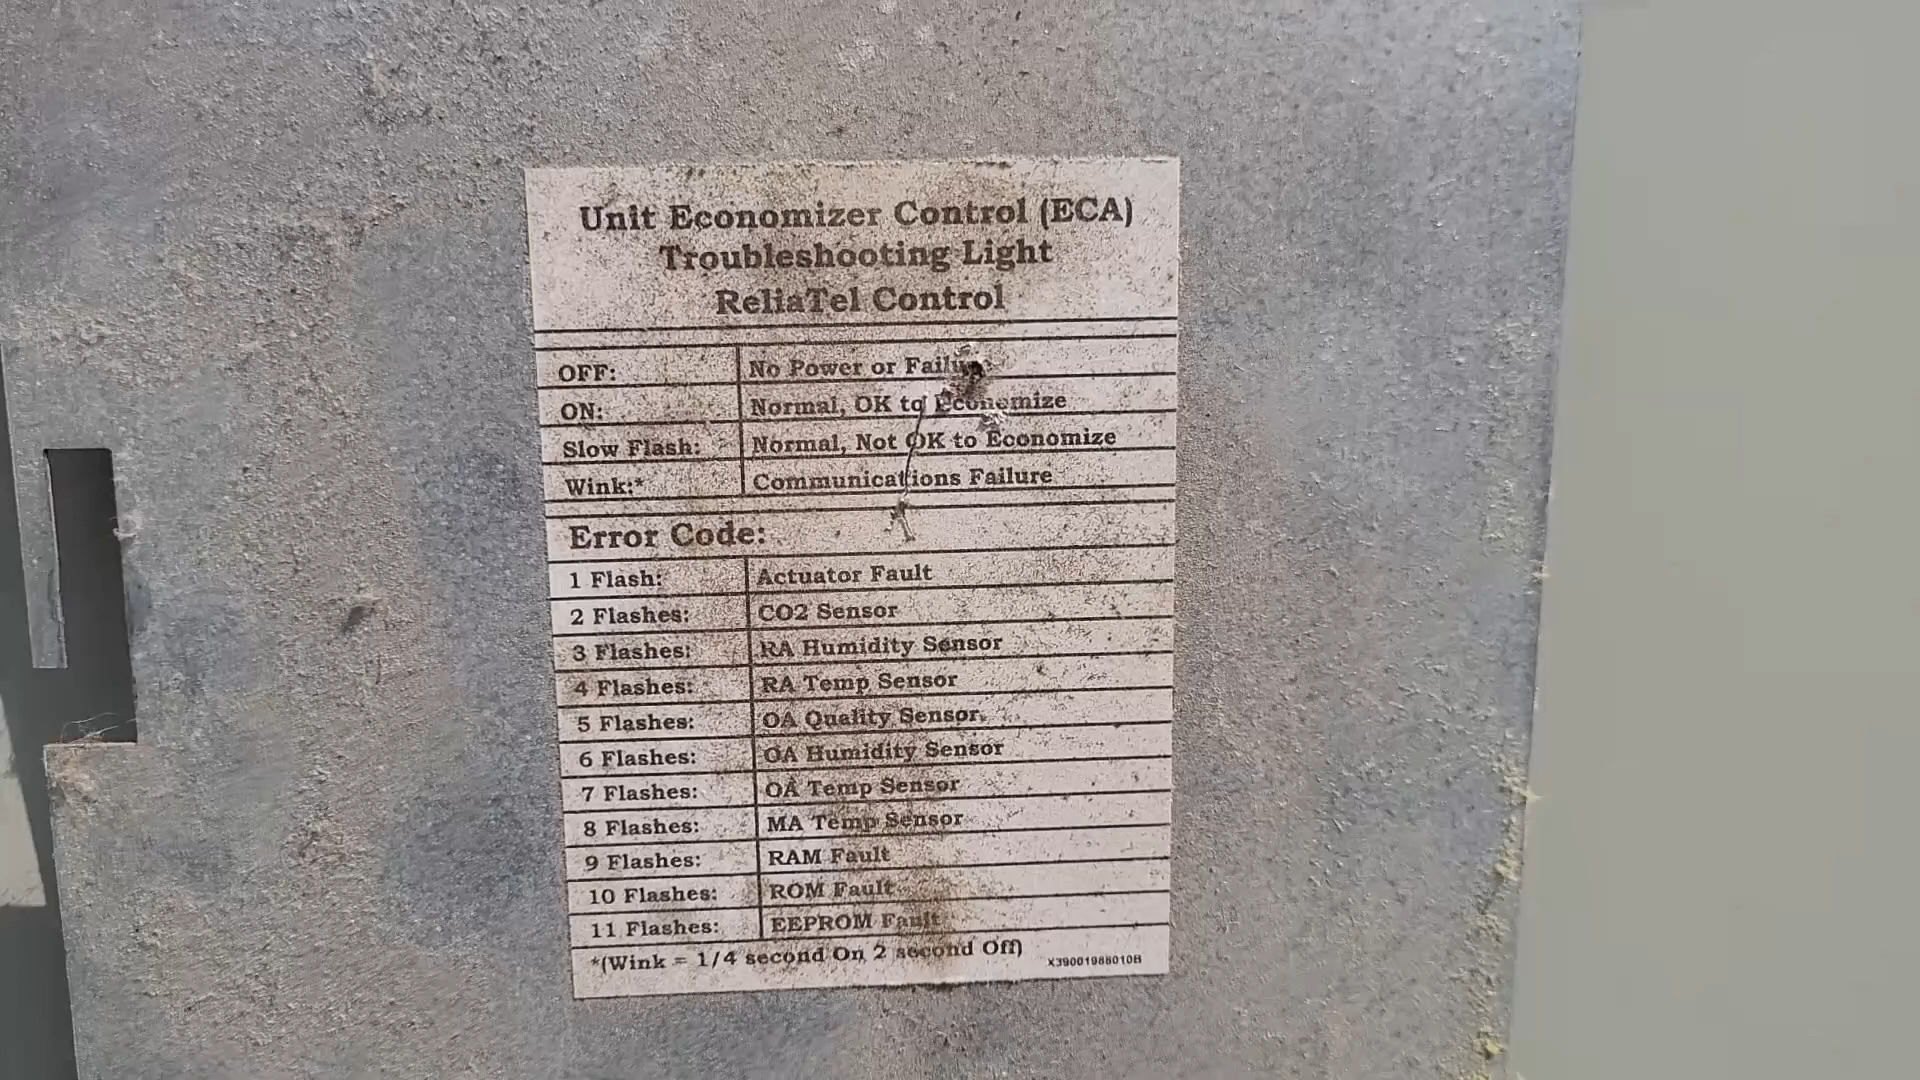 Unit Economizer Control (ECA)
Troubleshooting Light
ReliaTel Control
OFF: No Power or Failure
ON: Normal, OK to Economize
Slow Flash: Normal, Not OK to Economize
Wink:* Communications Failure
Error Code:
1 Flash: Actuator Fault
2 Flashes: CO2 Sensor
3 Flashes: RA Humidity Sensor
4 Flashes: RA Temp Sensor
5 Flashes: OA Quality Sensor
6 Flashes: OA Humidity Sensor
7 Flashes: OA Temp Sensor
8 Flashes: MA Temp Sensor
9 Flashes: RAM Fault
10 Flashes: ROM Fault
11 Flashes: EEPROM Fault
*(Wink = 1/4 second On 2 second Off)
X39001988010B